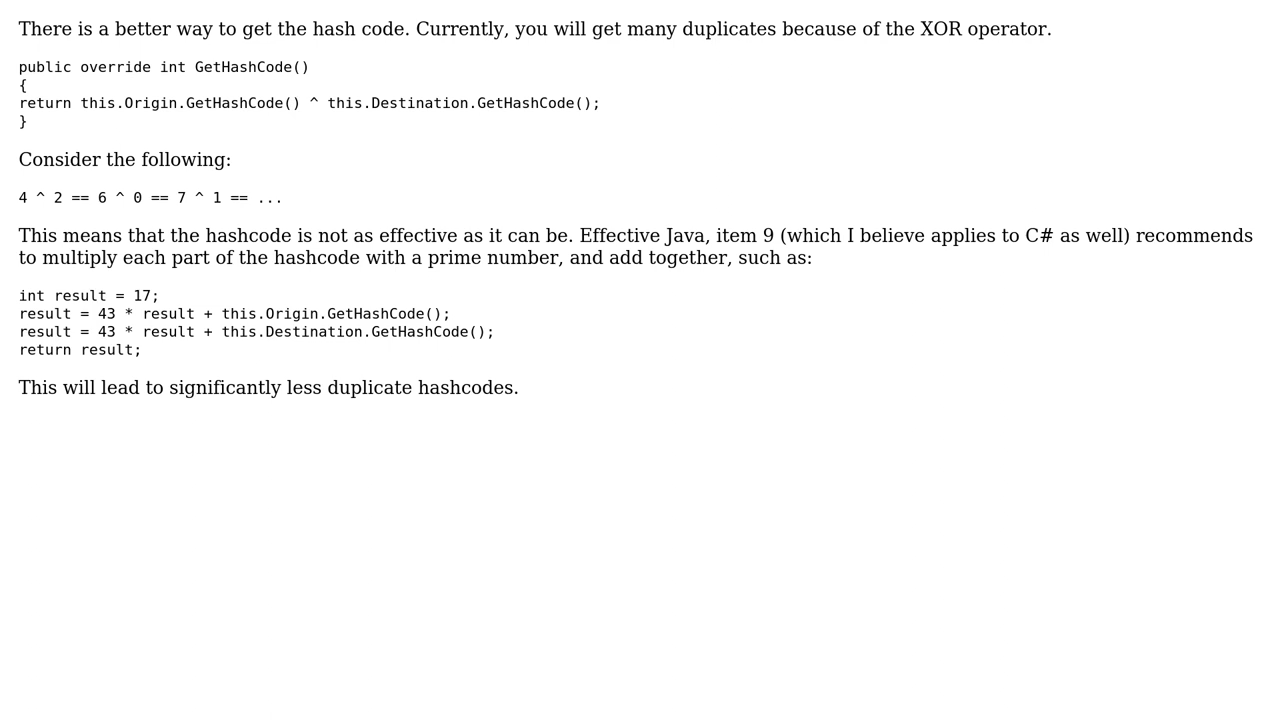 There is a better way to get the hash code. Currently, you will get many duplicates because of the XOR operator.
public override int GetHashCode()
{
return this.Origin.GetHashCode() ^ this.Destination.GetHashCode();
}
Consider the following:
4 ^ 2 == 6 ^ 0 == 7 ^ 1 == ...
This means that the hashcode is not as effective as it can be. Effective Java, item 9 (which I believe applies to C# as well) recommends
to multiply each part of the hashcode with a prime number, and add together, such as:
int result = 17;
result = 43 * result + this.Origin.GetHashCode();
result = 43 * result + this.Destination.GetHashCode();
return result;
This will lead to significantly less duplicate hashcodes.